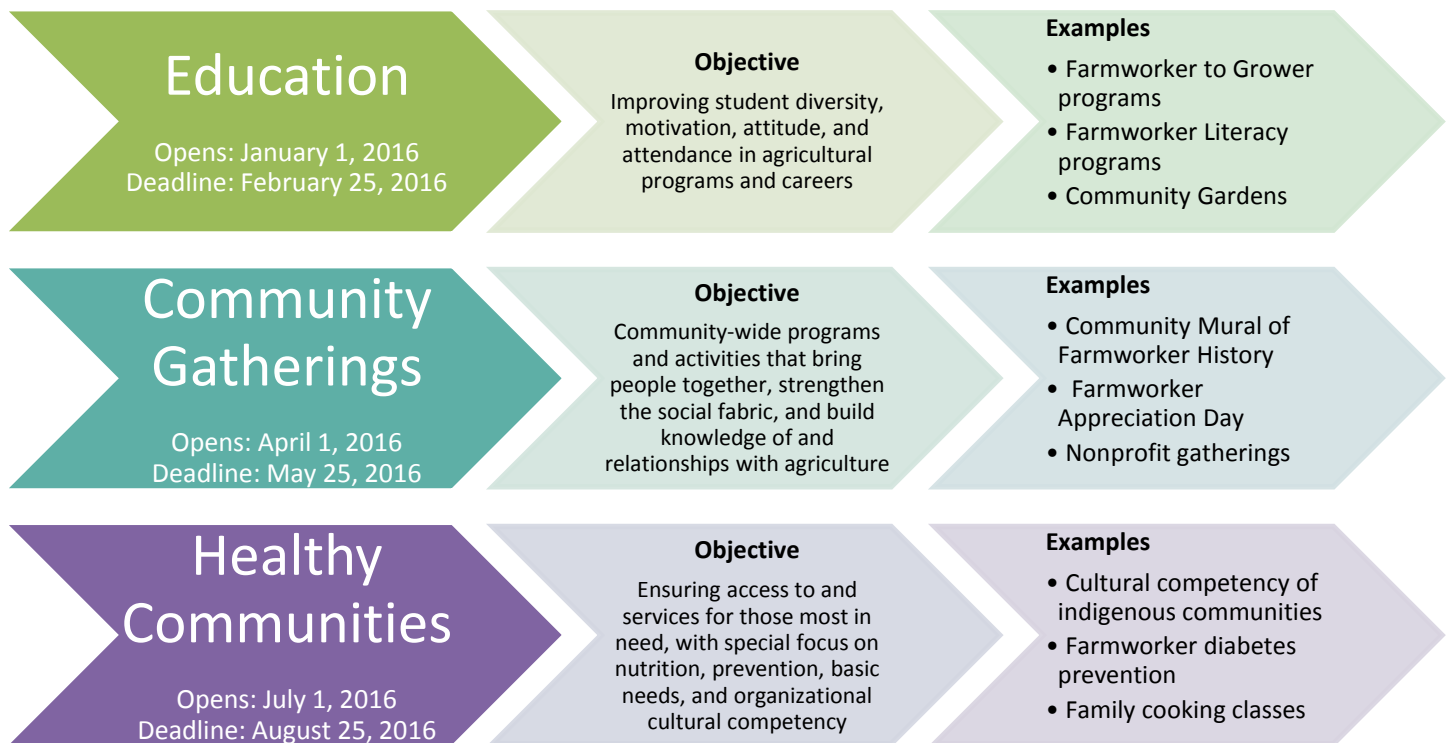 Education
Opens: January 1, 2016
Deadline: February 25, 2016
Objective
Improving student diversity,
motivation, attitude, and
attendance in agricultural
programs and careers
Examples
• Farmworker to Grower
programs
• Farmworker Literacy
programs
• Community Gardens
Community
Gatherings
Opens: April 1, 2016
Deadline: May 25, 2016
Objective
Community-wide programs
and activities that bring
people together, strengthen
the social fabric, and build
knowledge of and
relationships with agriculture
Examples
• Community Mural of
Farmworker History
• Farmworker
Appreciation Day
• Nonprofit gatherings
Healthy
Communities
Opens: July 1, 2016
Deadline: August 25, 2016
Objective
Ensuring access to and
services for those most in
need, with special focus on
nutrition, prevention, basic
needs, and organizational
cultural competency
Examples
• Cultural competency of
indigenous communities
• Farmworker diabetes
prevention
• Family cooking classes